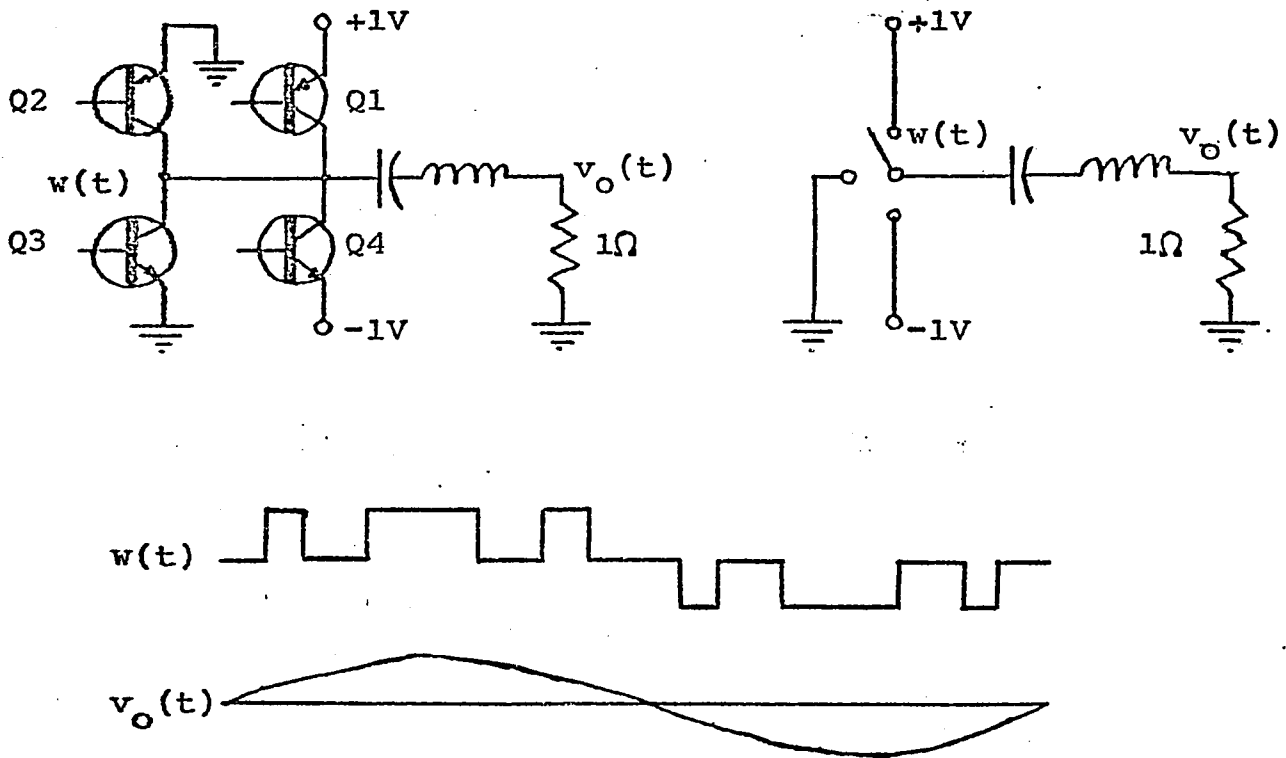 +1V
Q2
Q1
w(t)
v_o(t)
Q3
Q4
1Ω
-1V
+1V
w(t)
v_o(t)
1Ω
-1V
w(t)
v_o(t)